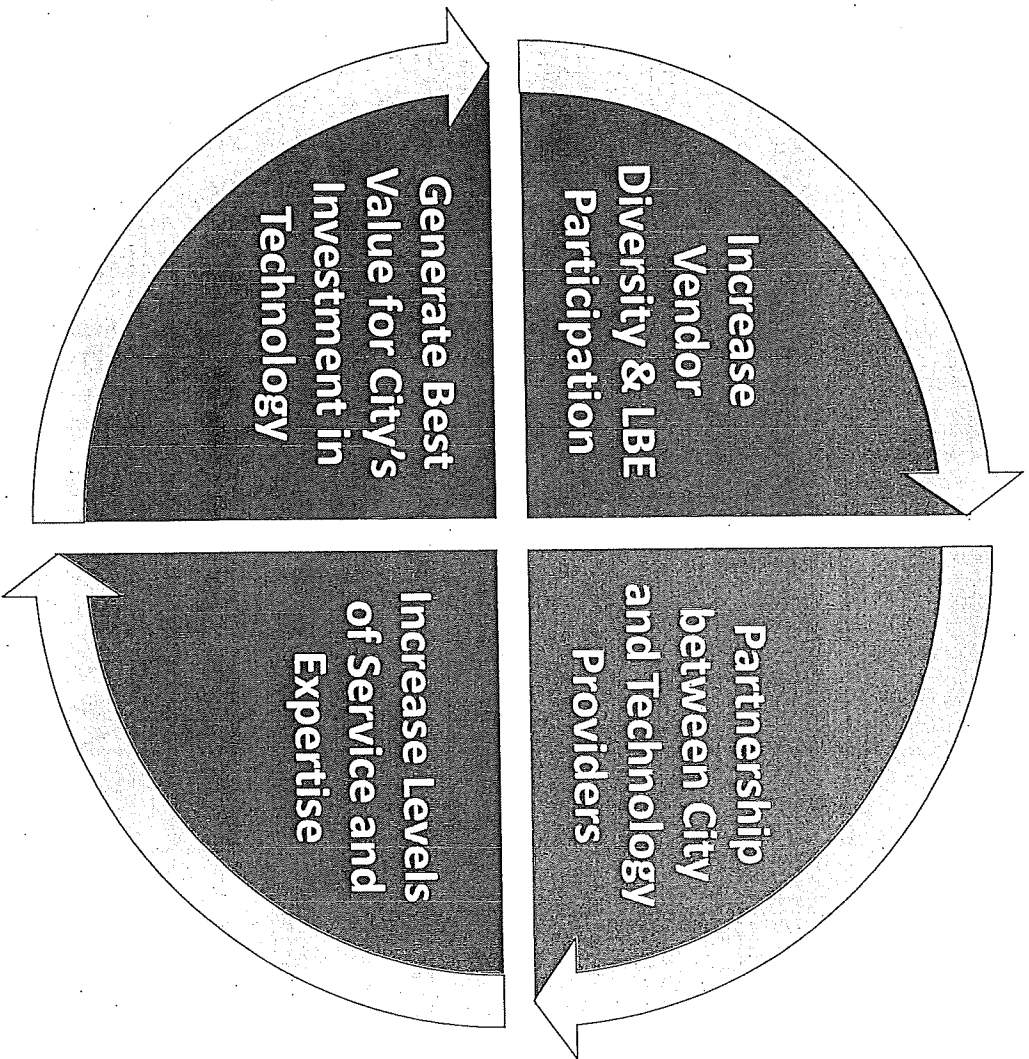 Increase
Vendor
Diversity & LBE
Participation
Partnership
between City
and Technology
Providers
Generate Best
Value for City's
Investment in
Technology
Increase Levels
of Service and
Expertise